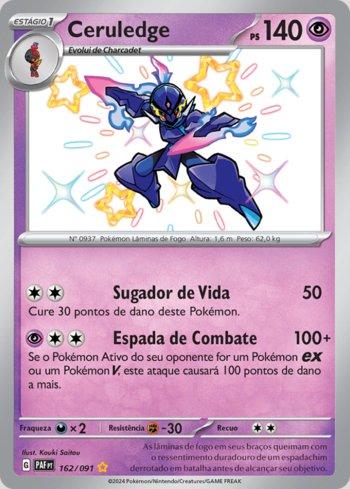 ESTÁGIO 1
Ceruledge
PS 140
Evolui de Charcadet
Nº 0937 Pokémon Lâminas de Fogo Altura: 1,6 m Peso: 62,0 kg
Sugador de Vida 50
Cure 30 pontos de dano deste Pokémon.
Espada de Combate 100+
Se o Pokémon Ativo do seu oponente for um Pokémon ex
ou um Pokémon V, este ataque causará 100 pontos de dano
a mais.
Fraqueza ×2 Resistência -30 Recuo
Ilust. Kouki Saitou
G PAF PT 162/091
As lâminas de fogo em seus braços queimam com
o ressentimento duradouro de um espadachim
derrotado em batalha antes de alcançar seu objetivo.
©2024 Pokémon/Nintendo/Creatures/GAME FREAK